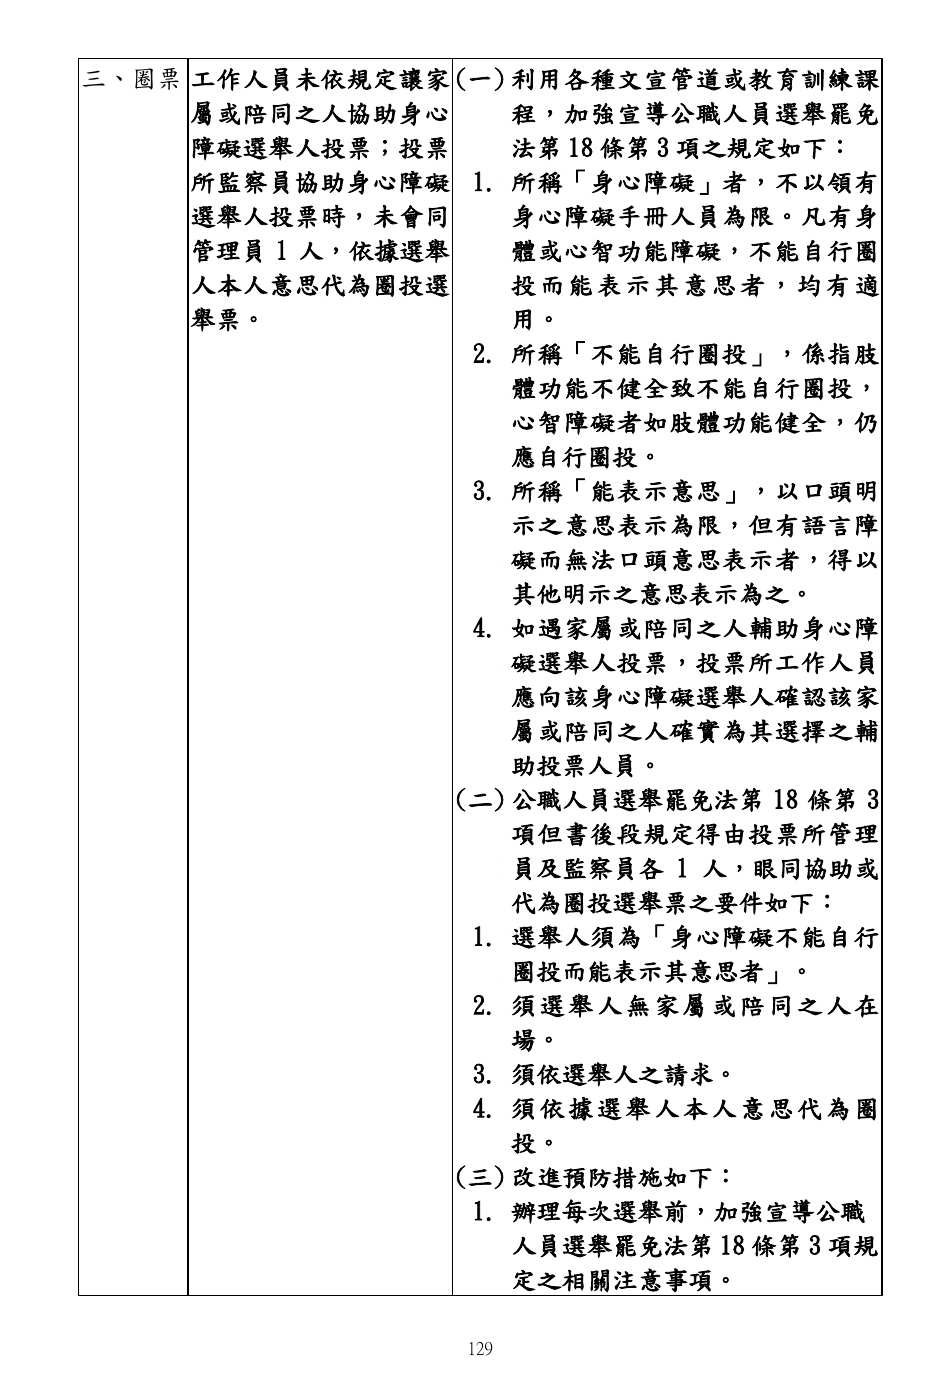 三、圈票
工作人員未依規定讓家
屬或陪同之人協助身心
障礙選舉人投票；投票
所監察員協助身心障礙
選舉人投票時，未會同
管理員 1 人，依據選舉
人本人意思代為圈投選
舉票。
(一)利用各種文宣管道或教育訓練課
程，加強宣導公職人員選舉罷免
法第 18 條第 3 項之規定如下：
1. 所稱「身心障礙」者，不以領有
身心障礙手冊人員為限。凡有身
體或心智功能障礙，不能自行圈
投而能表示其意思者，均有適
用。
2. 所稱「不能自行圈投」，係指肢
體功能不健全致不能自行圈投，
心智障礙者如肢體功能健全，仍
應自行圈投。
3. 所稱「能表示意思」，以口頭明
示之意思表示為限，但有語言障
礙而無法口頭意思表示者，得以
其他明示之意思表示為之。
4. 如遇家屬或陪同之人輔助身心障
礙選舉人投票，投票所工作人員
應向該身心障礙選舉人確認該家
屬或陪同之人確實為其選擇之輔
助投票人員。
(二)公職人員選舉罷免法第 18 條第 3
項但書後段規定得由投票所管理
員及監察員各 1 人，眼同協助或
代為圈投選舉票之要件如下：
1. 選舉人須為「身心障礙不能自行
圈投而能表示其意思者」。
2. 須選舉人無家屬或陪同之人在
場。
3. 須依選舉人之請求。
4. 須依據選舉人本人意思代為圈
投。
(三)改進預防措施如下：
1. 辦理每次選舉前，加強宣導公職
人員選舉罷免法第 18 條第 3 項規
定之相關注意事項。
129